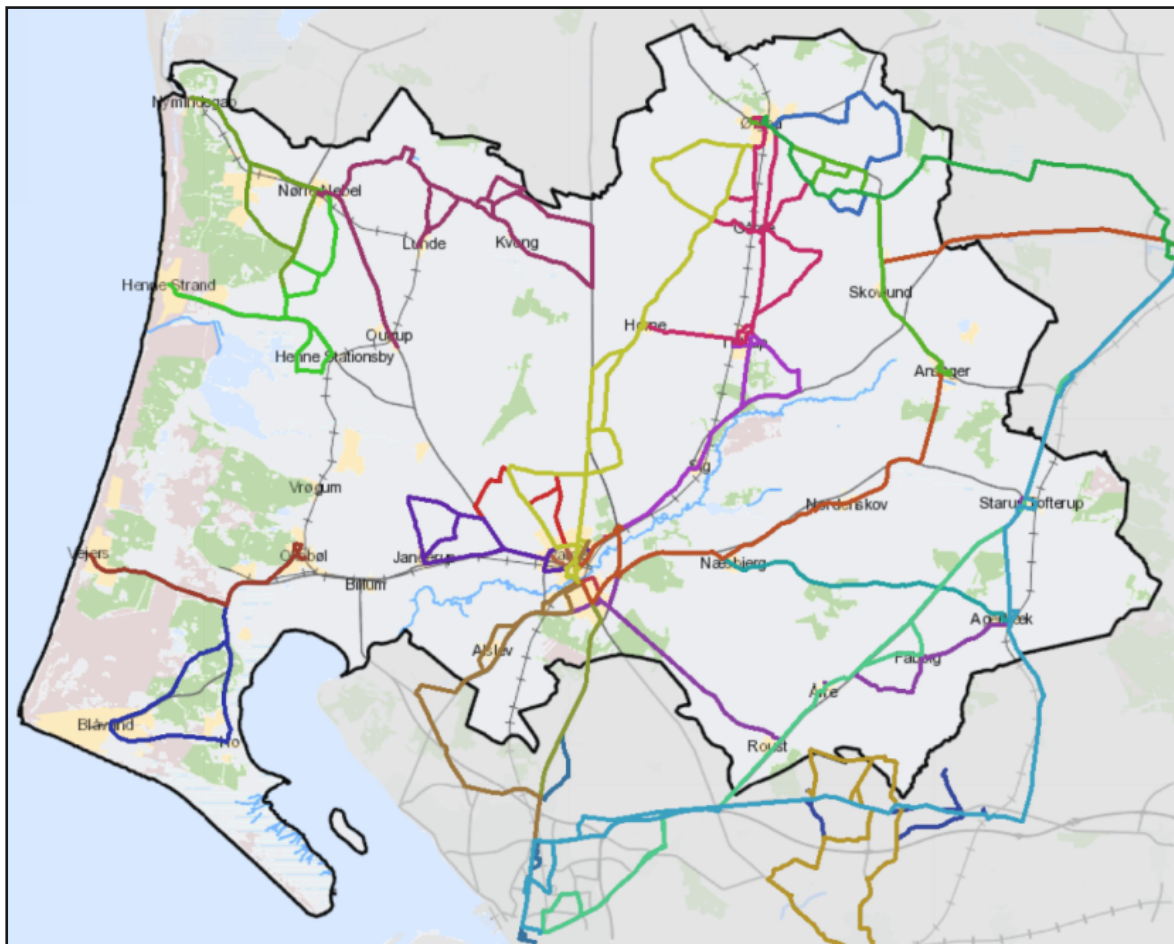 Nymindegab
Nørre Nebel
Lunde
Kvong
Henne Strand
Outrup
Henne Stationsby
Horne
Skovlund
Ansager
Sig
Vrøgum
Nordenskov
Starup Tofterup
Vejers
Oksbøl
Janderup
Billum
Næsbjerg
Agerbæk
Alslev
Fåborg
Årre
Blåvand
Ho
Roust